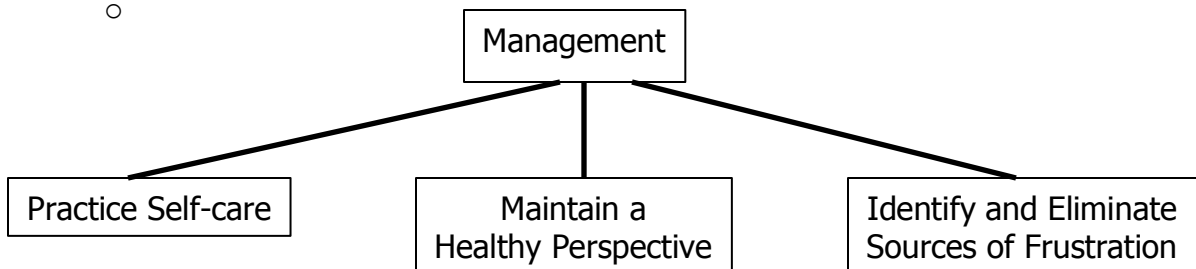 Management
Practice Self-care
Maintain a
Healthy Perspective
Identify and Eliminate
Sources of Frustration